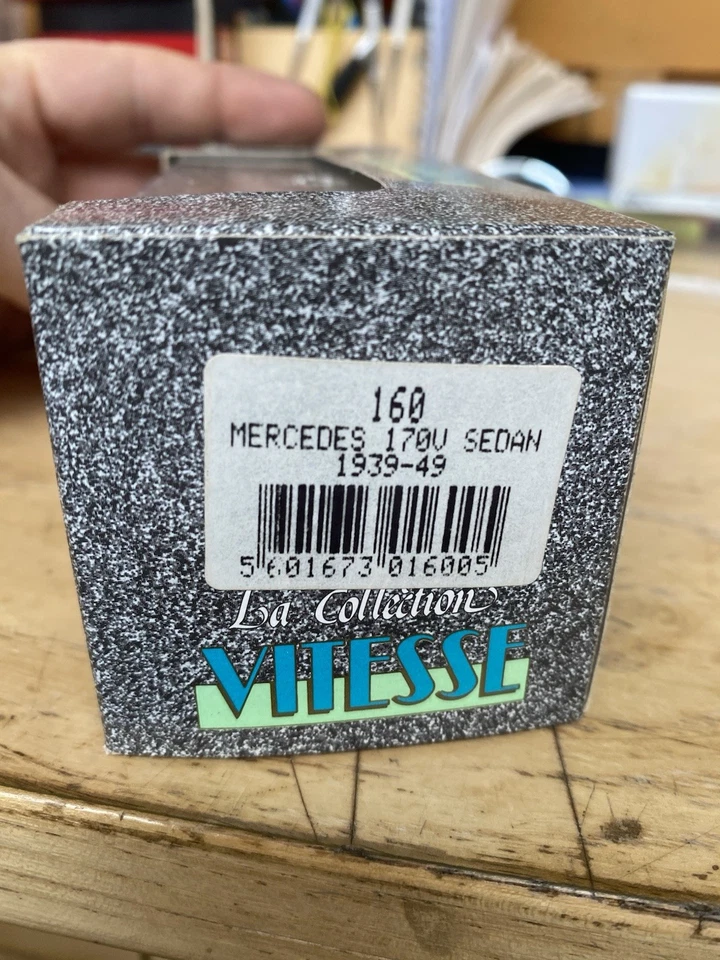 160
MERCEDES 170V SEDAN
1939-49
5 601673 016005
La Collection
VITESSE